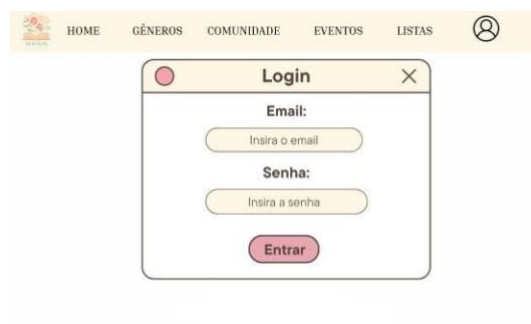 HOME GÊNEROS COMUNIDADE EVENTOS LISTAS
Login
Email:
Insira o email
Senha:
Insira a senha
Entrar